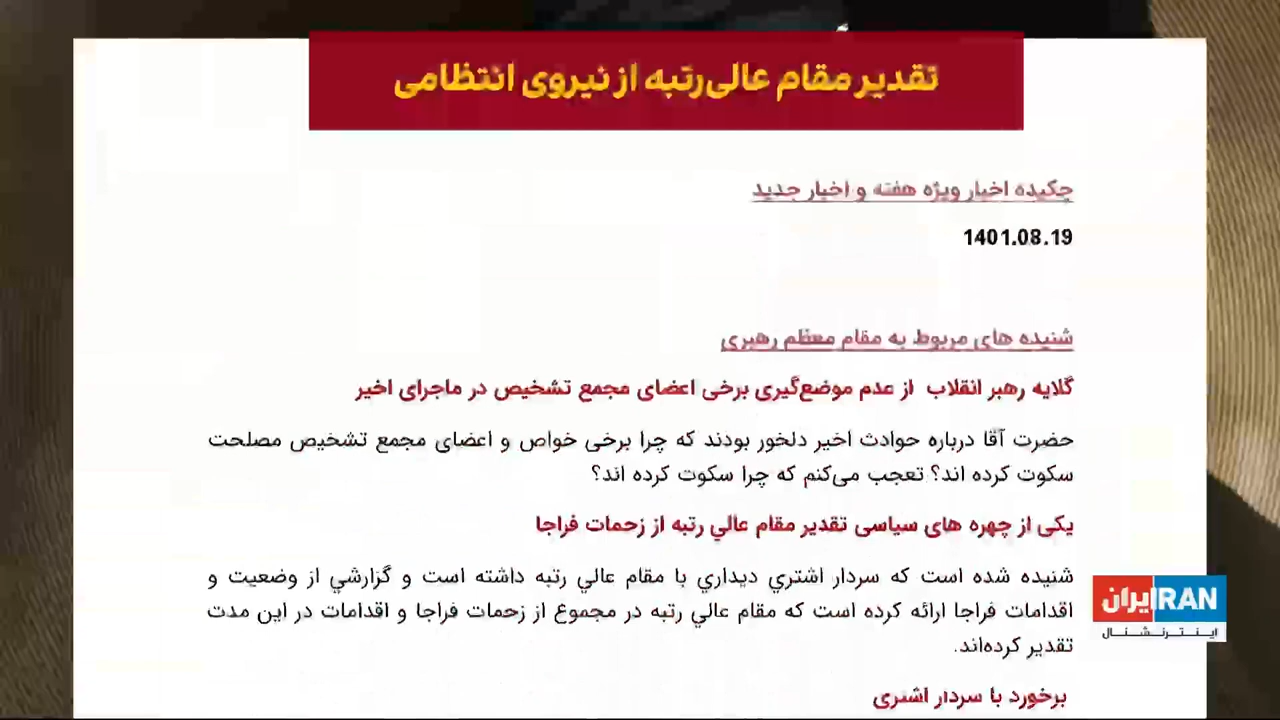 تقدیر مقام عالی‌رتبه از نیروی انتظامی
چکیده اخبار ویژه هفته و اخبار جدید
1401.08.19
شنیده های مربوط به مقام معظم رهبری
گلایه رهبر انقلاب از عدم موضع‌گیری برخی اعضای مجمع تشخیص در ماجرای اخیر
حضرت آقا درباره حوادث اخیر دلخور بودند که چرا برخی خواص و اعضای مجمع تشخیص مصلحت
سکوت کرده اند؟ تعجب می‌کنم که چرا سکوت کرده اند؟
یکی از چهره های سیاسی تقدیر مقام عالي رتبه از زحمات فراجا
شنیده شده است که سردار اشتري دیداري با مقام عالي رتبه داشته است و گزارشي از وضعیت و
اقدامات فراجا ارائه کرده است که مقام عالي رتبه در مجموع از زحمات فراجا و اقدامات در این مدت
تقدیر کرده‌اند.
برخورد با سردار اشتری
ایران IRAN
اینترنشنال